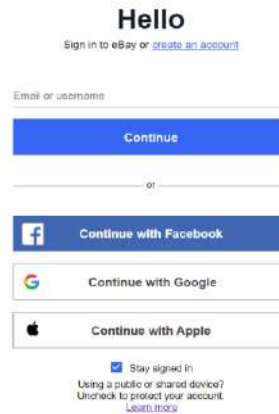 Hello
Sign in to eBay or create an account
Email or username
Continue
or
Continue with Facebook
Continue with Google
Continue with Apple
Stay signed in
Using a public or shared device?
Uncheck to protect your account.
Learn more